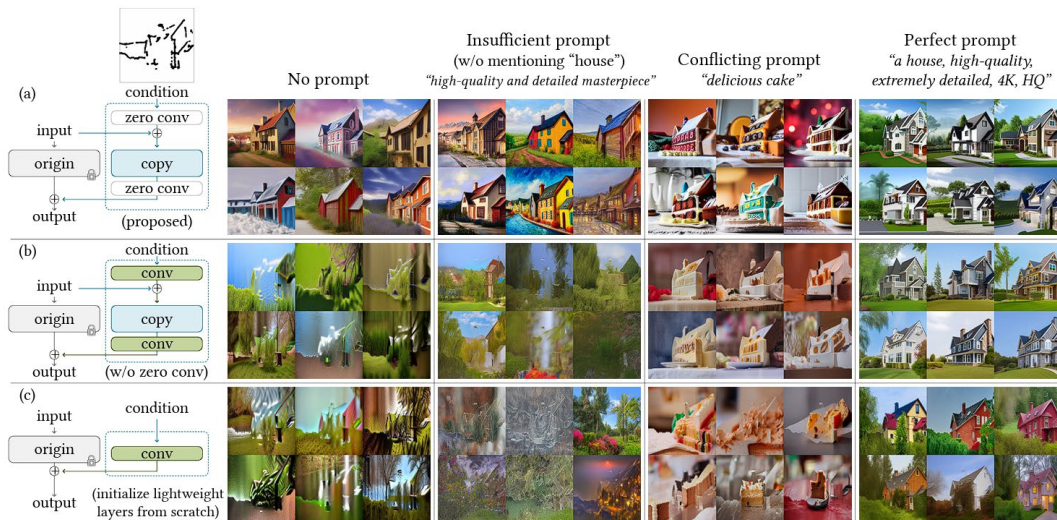 No prompt
Insufficient prompt
(w/o mentioning “house”)
“high-quality and detailed masterpiece”
Conflicting prompt
“delicious cake”
Perfect prompt
“a house, high-quality,
extremely detailed, 4K, HQ”
(a)
condition
zero conv
input
origin
copy
zero conv
output
(proposed)
(b)
condition
conv
input
origin
copy
conv
output
(w/o zero conv)
(c)
input
condition
origin
conv
output
(initialize lightweight
layers from scratch)